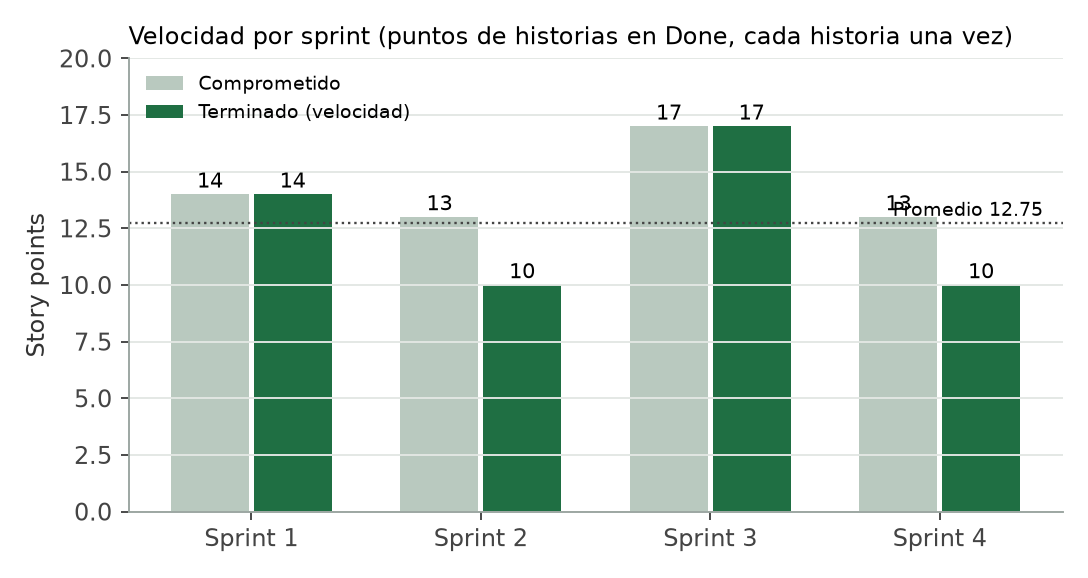 Velocidad por sprint (puntos de historias en Done, cada historia una vez)
Comprometido
Terminado (velocidad)
Story points
20.0
17.5
15.0
12.5
10.0
7.5
5.0
2.5
0.0
14
14
13
10
17
17
13
10
Promedio 12.75
Sprint 1
Sprint 2
Sprint 3
Sprint 4